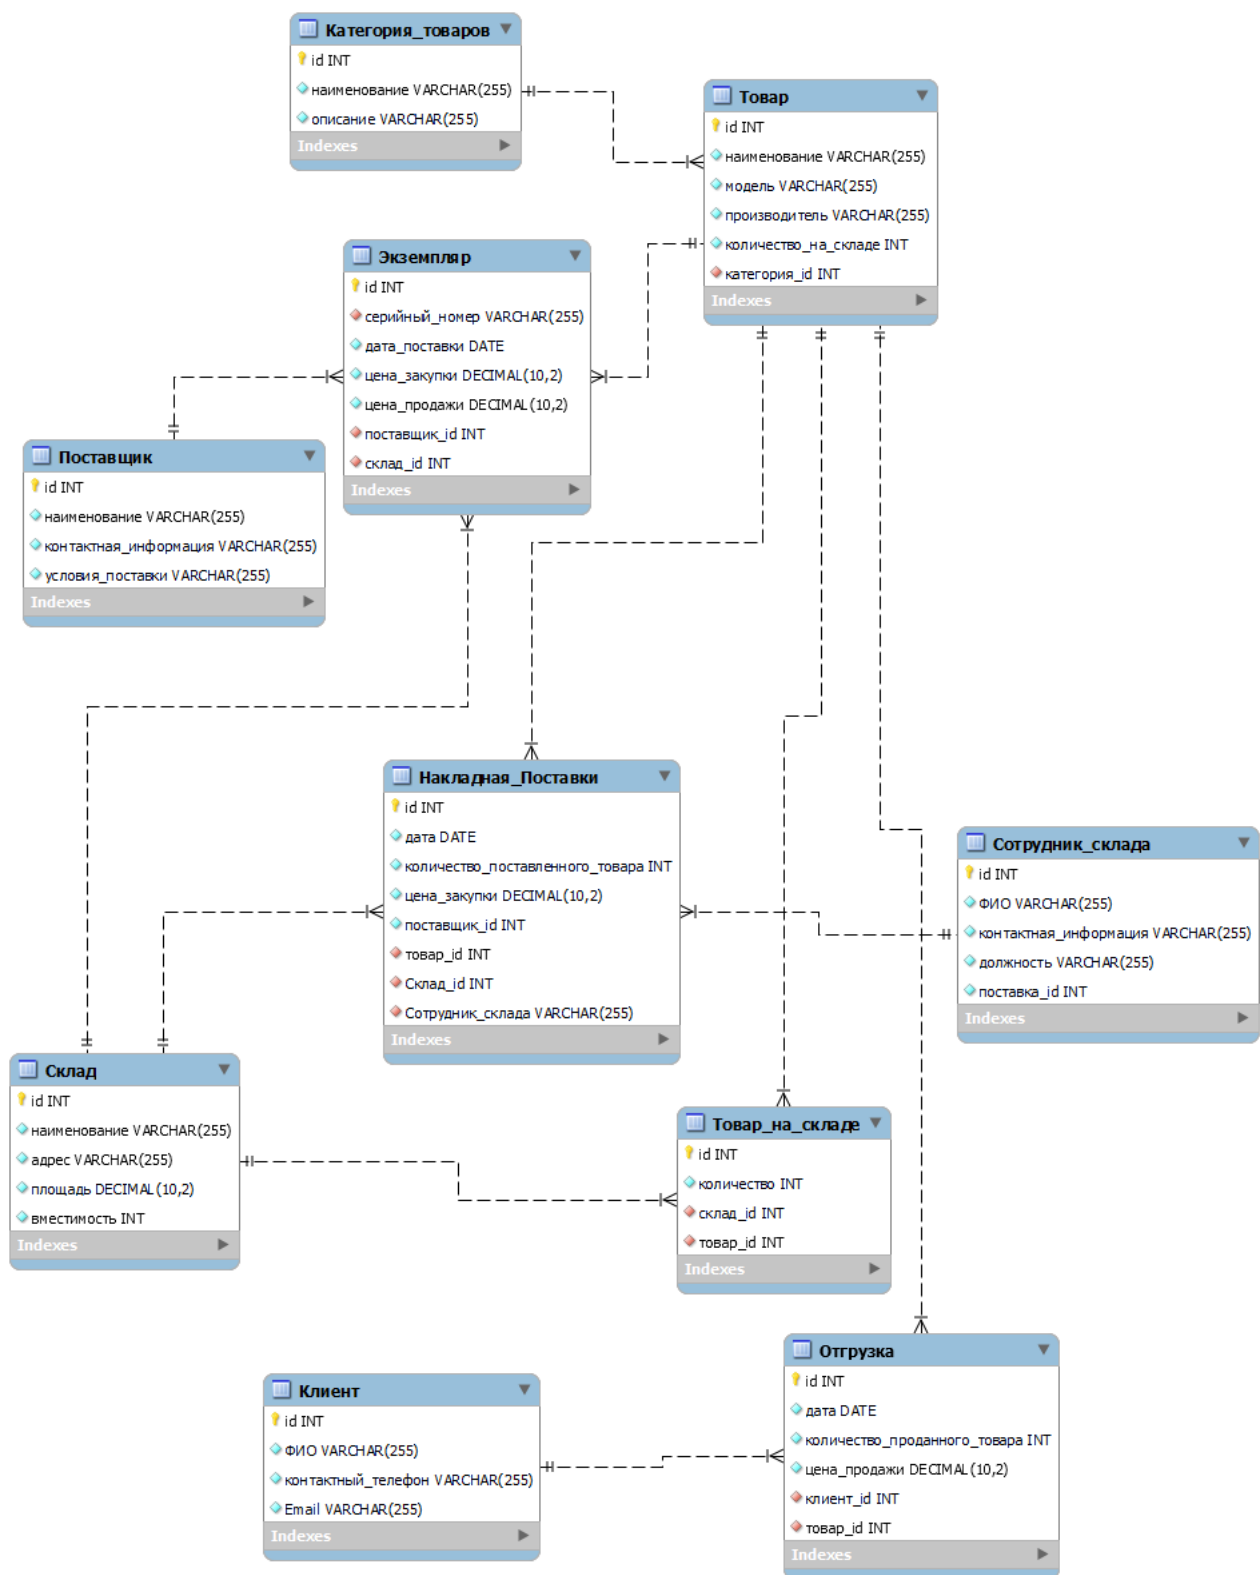 Категория_товаров
id INT
наименование VARCHAR(255)
описание VARCHAR(255)
Indexes
Товар
id INT
наименование VARCHAR(255)
модель VARCHAR(255)
производитель VARCHAR(255)
количество_на_складе INT
категория_id INT
Indexes
Экземпляр
id INT
серийный_номер VARCHAR(255)
дата_поставки DATE
цена_закупки DECIMAL(10,2)
цена_продажи DECIMAL(10,2)
поставщик_id INT
склад_id INT
Indexes
Поставщик
id INT
наименование VARCHAR(255)
контактная_информация VARCHAR(255)
условия_поставки VARCHAR(255)
Indexes
Накладная_Поставки
id INT
дата DATE
количество_поставленного_товара INT
цена_закупки DECIMAL(10,2)
поставщик_id INT
товар_id INT
Склад_id INT
Сотрудник_склада VARCHAR(255)
Indexes
Сотрудник_склада
id INT
ФИО VARCHAR(255)
контактная_информация VARCHAR(255)
должность VARCHAR(255)
поставка_id INT
Indexes
Склад
id INT
наименование VARCHAR(255)
адрес VARCHAR(255)
площадь DECIMAL(10,2)
вместимость INT
Indexes
Товар_на_складе
id INT
количество INT
склад_id INT
товар_id INT
Indexes
Отгрузка
id INT
дата DATE
количество_проданного_товара INT
цена_продажи DECIMAL(10,2)
клиент_id INT
товар_id INT
Indexes
Клиент
id INT
ФИО VARCHAR(255)
контактный_телефон VARCHAR(255)
Email VARCHAR(255)
Indexes